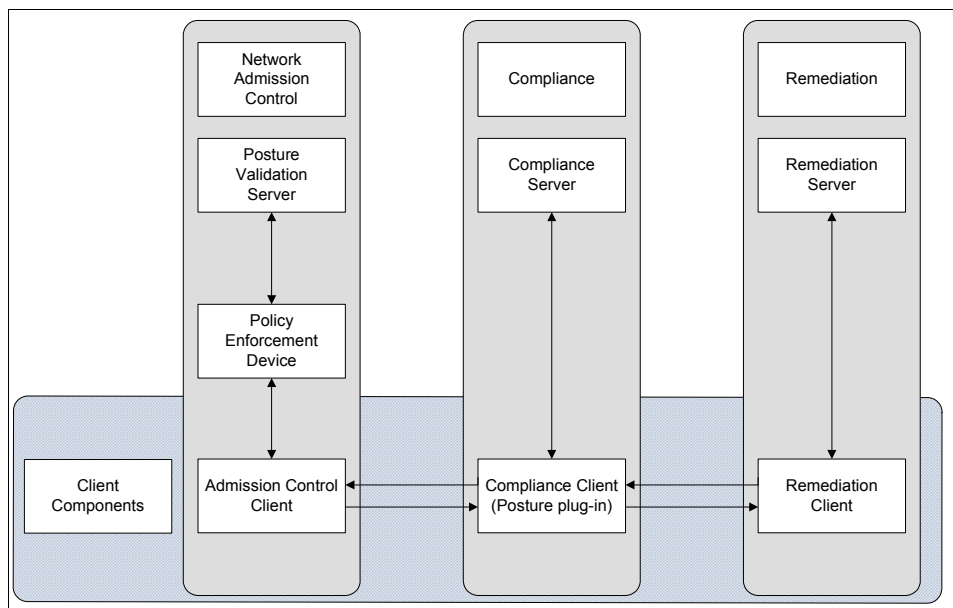 Network
Admission
Control
Compliance
Remediation
Posture
Validation
Server
Compliance
Server
Remediation
Server
Policy
Enforcement
Device
Client
Components
Admission Control
Client
Compliance Client
(Posture plug-in)
Remediation
Client